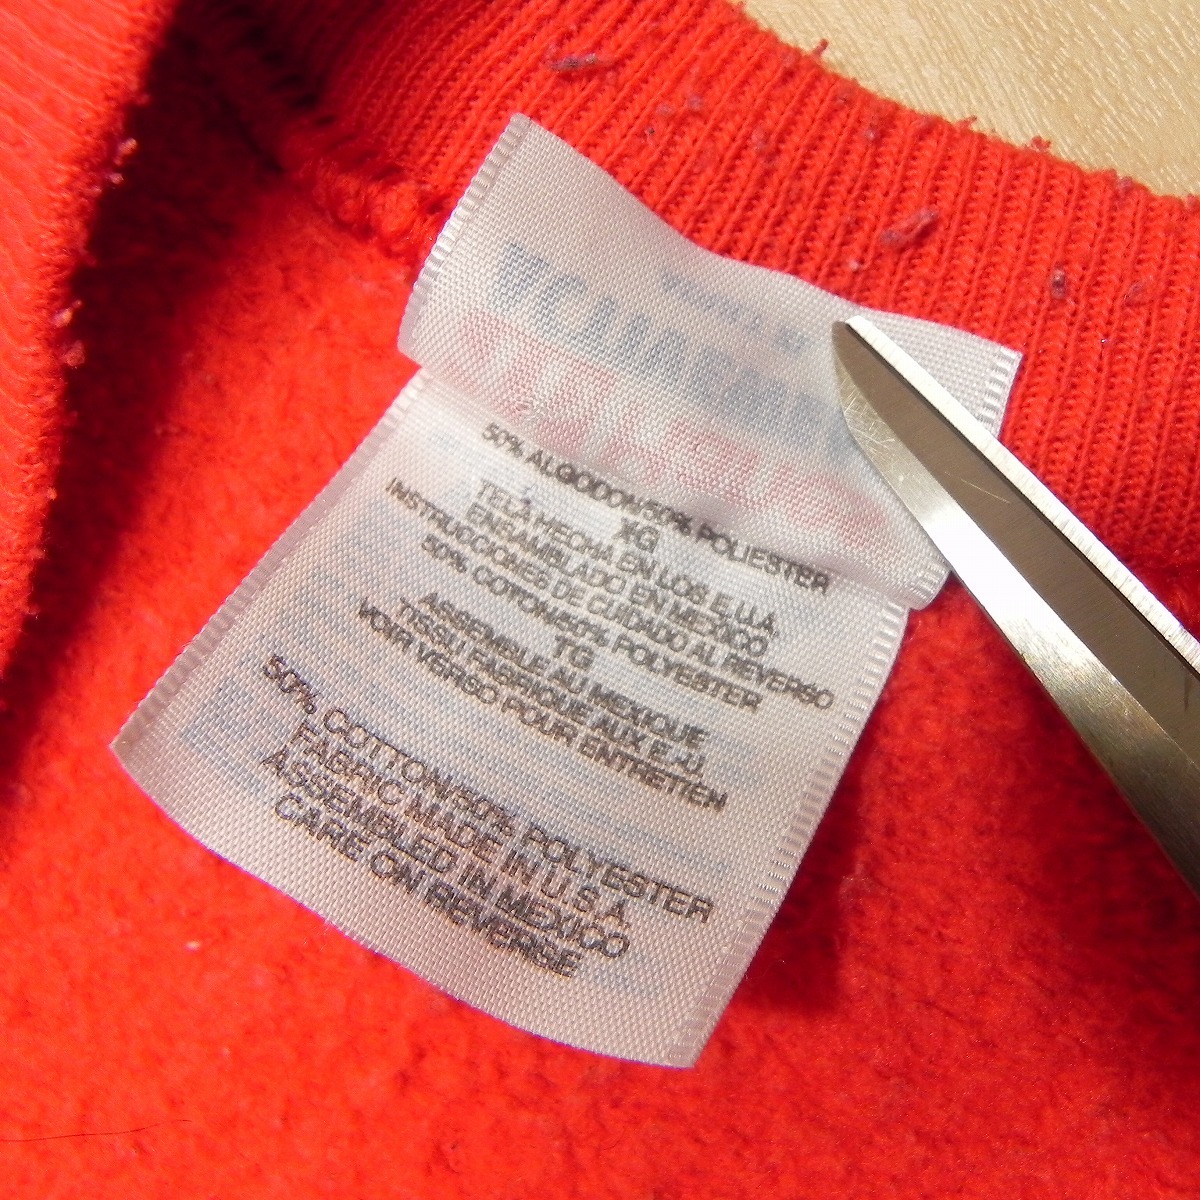 50% ALGODON/50% POLIESTER
XG
TELA HECHA EN LOS E.U.A.
ENSAMBLADO EN MEXICO
INSTRUCCIONES DE CUIDADO AL REVERSO
50% COTON/50% POLYESTER
TG
ASSEMBLE AU MEXIQUE
TISSU FABRIQUE AUX E.-U.
VOIR VERSO POUR ENTRETIEN
50% COTTON/50% POLYESTER
FABRIC MADE IN U.S.A.
ASSEMBLED IN MEXICO
CARE ON REVERSE